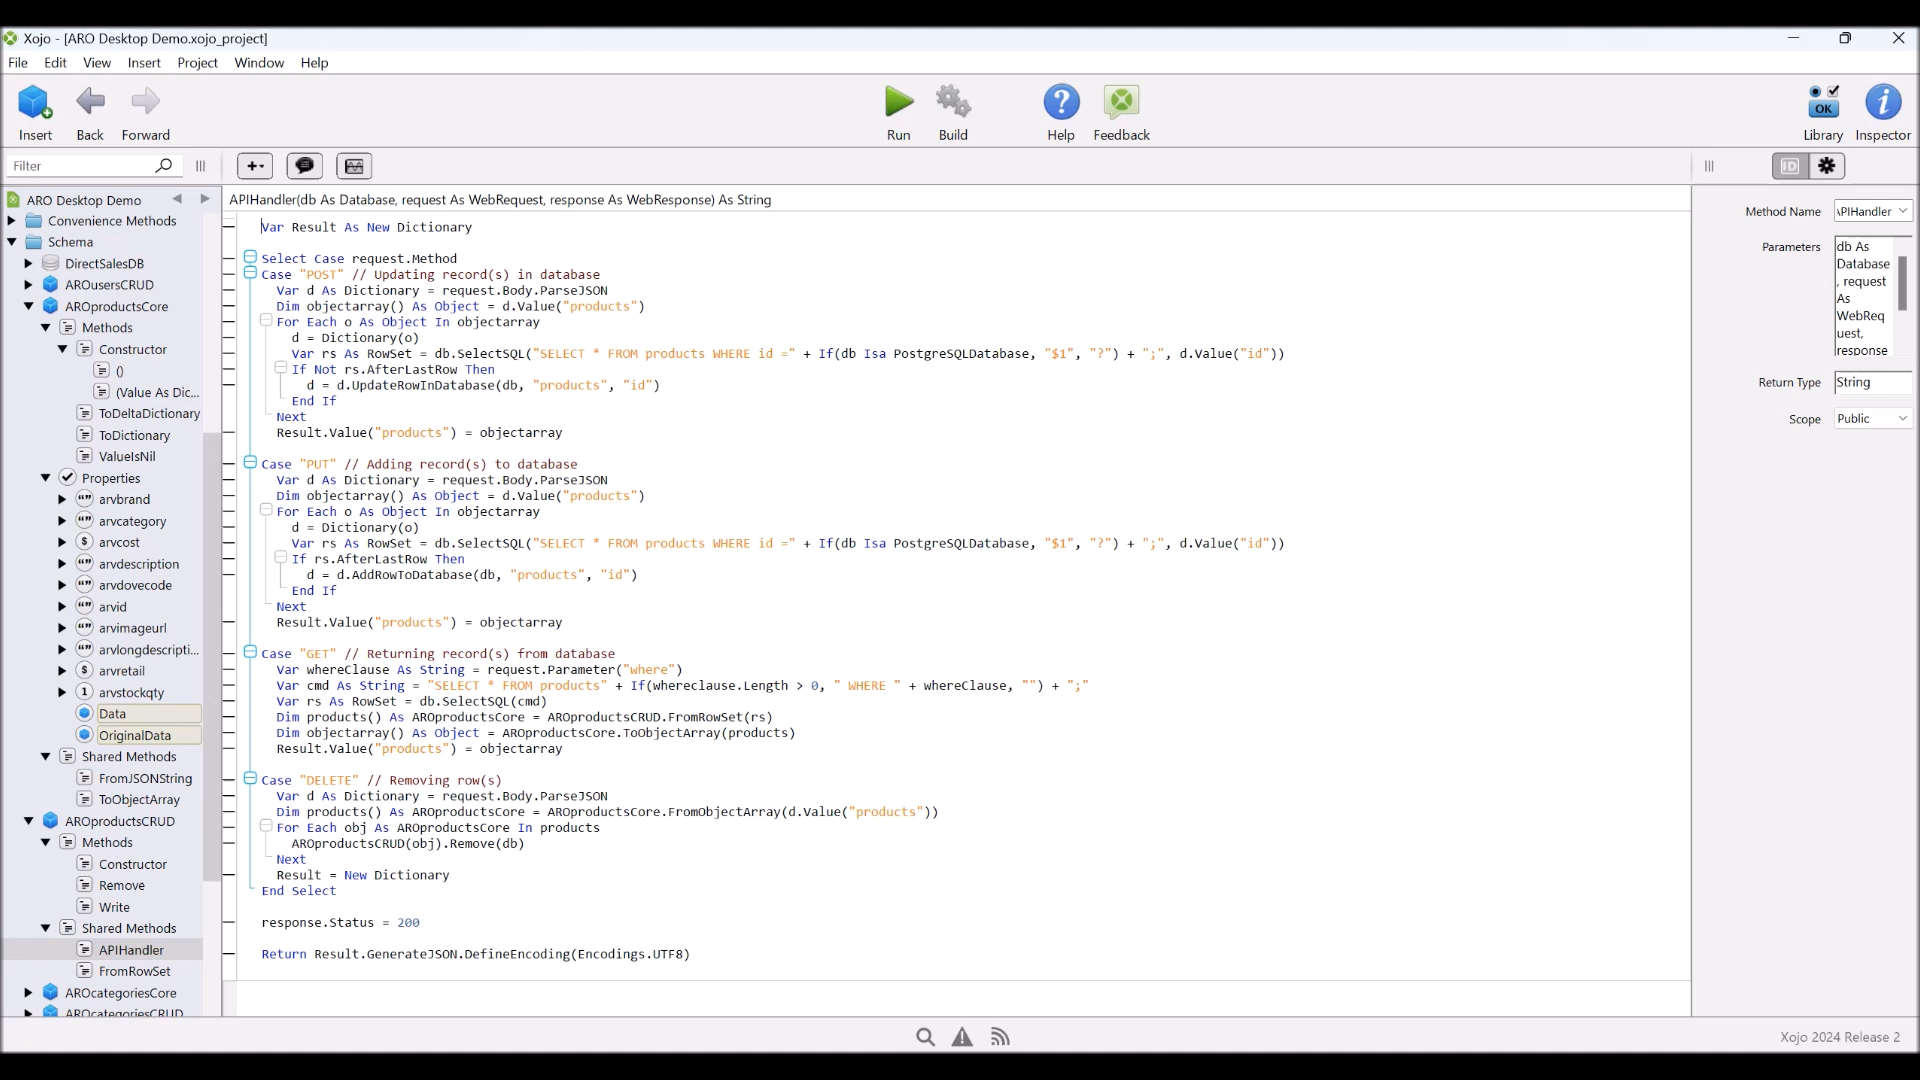 Xojo - [ARO Desktop Demo.xojo_project]
File Edit View Insert Project Window Help
Insert Back Forward Run Build Help Feedback OK Library Inspector
Filter
ID
ARO Desktop Demo
Convenience Methods
Schema
DirectSalesDB
AROusersCRUD
AROproductsCore
Methods
Constructor
()
(Value As Dic...
ToDeltaDictionary
ToDictionary
ValueIsNil
Properties
arvbrand
arvcategory
arvcost
arvdescription
arvdovecode
arvid
arvimageurl
arvlongdescripti...
arvretail
arvstockqty
Data
OriginalData
Shared Methods
FromJSONString
ToObjectArray
AROproductsCRUD
Methods
Constructor
Remove
Write
Shared Methods
APIHandler
FromRowSet
AROcategoriesCore
AROcategoriesCRUD
APIHandler(db As Database, request As WebRequest, response As WebResponse) As String
Var Result As New Dictionary
Select Case request.Method
Case "POST" // Updating record(s) in database
Var d As Dictionary = request.Body.ParseJSON
Dim objectarray() As Object = d.Value("products")
For Each o As Object In objectarray
d = Dictionary(o)
Var rs As RowSet = db.SelectSQL("SELECT * FROM products WHERE id =" + If(db Isa PostgreSQLDatabase, "$1", "?") + ";", d.Value("id"))
If Not rs.AfterLastRow Then
d = d.UpdateRowInDatabase(db, "products", "id")
End If
Next
Result.Value("products") = objectarray
Case "PUT" // Adding record(s) to database
Var d As Dictionary = request.Body.ParseJSON
Dim objectarray() As Object = d.Value("products")
For Each o As Object In objectarray
d = Dictionary(o)
Var rs As RowSet = db.SelectSQL("SELECT * FROM products WHERE id =" + If(db Isa PostgreSQLDatabase, "$1", "?") + ";", d.Value("id"))
If rs.AfterLastRow Then
d = d.AddRowToDatabase(db, "products", "id")
End If
Next
Result.Value("products") = objectarray
Case "GET" // Returning record(s) from database
Var whereClause As String = request.Parameter("where")
Var cmd As String = "SELECT * FROM products" + If(whereclause.Length > 0, " WHERE " + whereClause, "") + ";"
Var rs As RowSet = db.SelectSQL(cmd)
Dim products() As AROproductsCore = AROproductsCRUD.FromRowSet(rs)
Dim objectarray() As Object = AROproductsCore.ToObjectArray(products)
Result.Value("products") = objectarray
Case "DELETE" // Removing row(s)
Var d As Dictionary = request.Body.ParseJSON
Dim products() As AROproductsCore = AROproductsCore.FromObjectArray(d.Value("products"))
For Each obj As AROproductsCore In products
AROproductsCRUD(obj).Remove(db)
Next
Result = New Dictionary
End Select
response.Status = 200
Return Result.GenerateJSON.DefineEncoding(Encodings.UTF8)
Method Name
\PIHandler
Parameters
db As
Database
, request
As
WebReq
uest,
response
Return Type
String
Scope
Public
Xojo 2024 Release 2